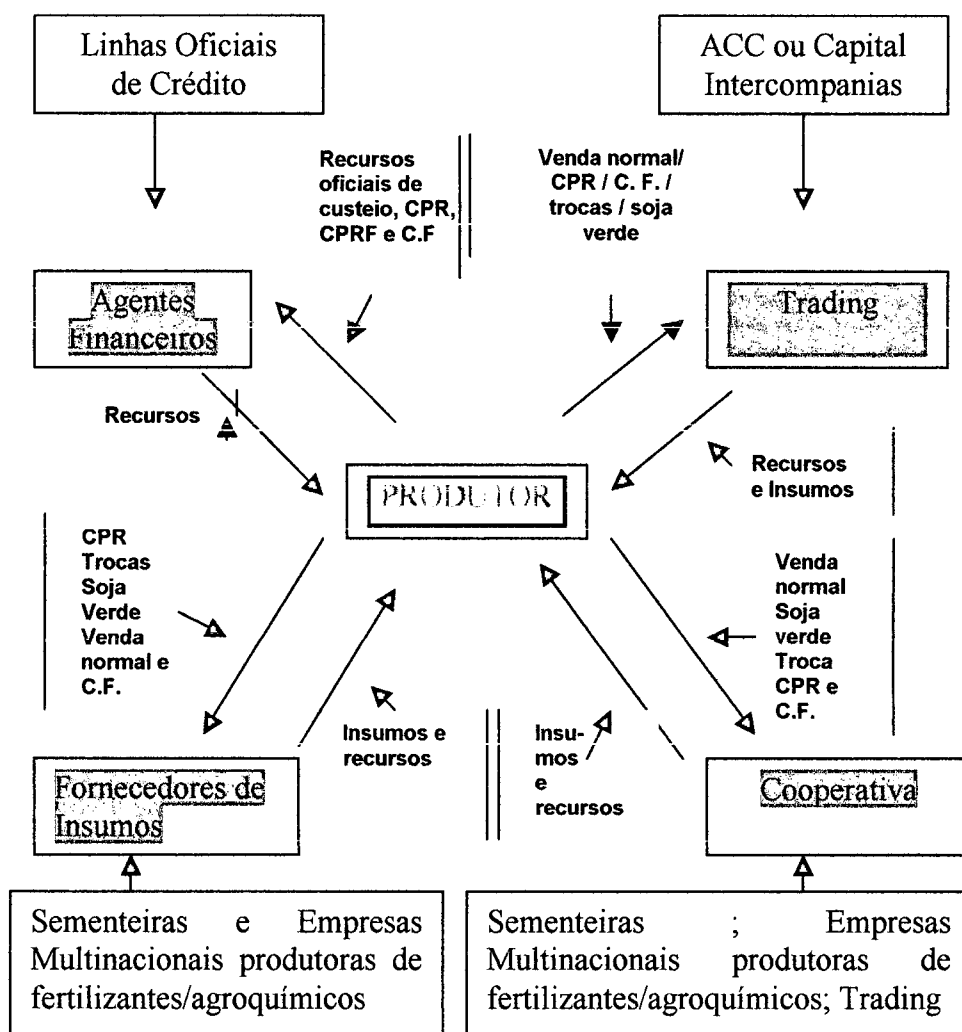 Linhas Oficiais
de Crédito
ACC ou Capital
Intercompanias
Recursos
oficiais de
custeio, CPR,
CPRF e C.F
Venda normal/
CPR / C. F. /
trocas / soja
verde
Agentes
Financeiros
Trading
Recursos
PRODUTOR
Recursos
e Insumos
CPR
Trocas
Soja
Verde
Venda
normal e
C.F.
Venda
normal
Soja
verde
Troca
CPR e
C.F.
Insumos e
recursos
Insu-
mos
e
recursos
Fornecedores de
Insumos
Cooperativa
Sementeiras e Empresas
Multinacionais produtoras de
fertilizantes/agroquímicos
Sementeiras ; Empresas
Multinacionais produtoras de
fertilizantes/agroquímicos; Trading